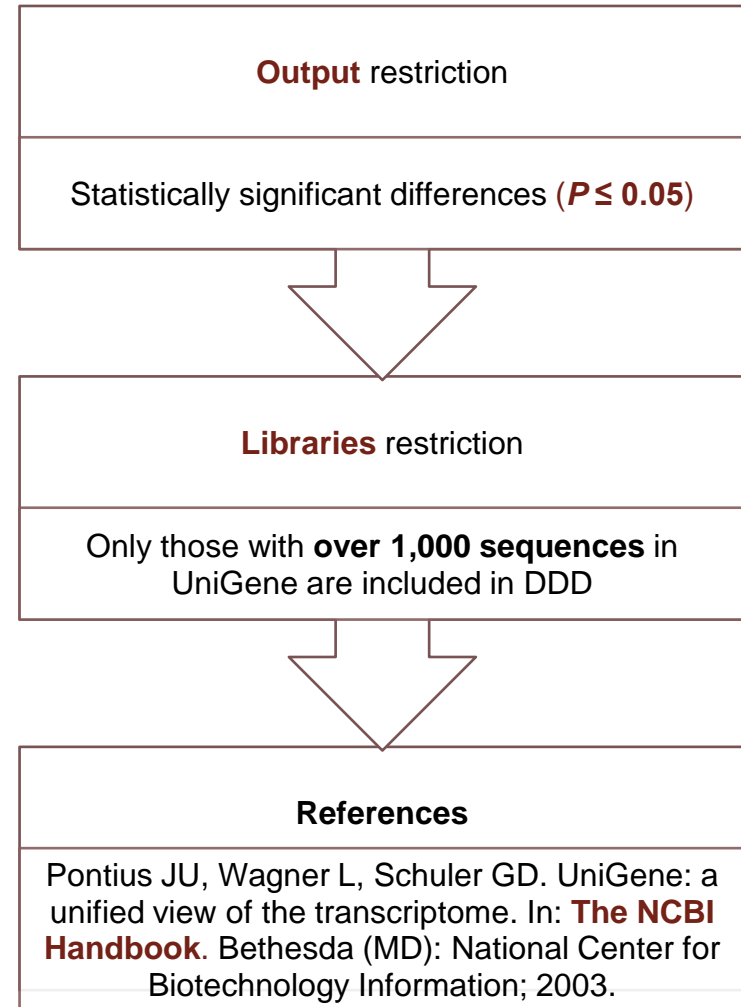 Output restriction
Statistically significant differences (P ≤ 0.05)
Libraries restriction
Only those with over 1,000 sequences in
UniGene are included in DDD
References
Pontius JU, Wagner L, Schuler GD. UniGene: a
unified view of the transcriptome. In: The NCBI
Handbook. Bethesda (MD): National Center for
Biotechnology Information; 2003.